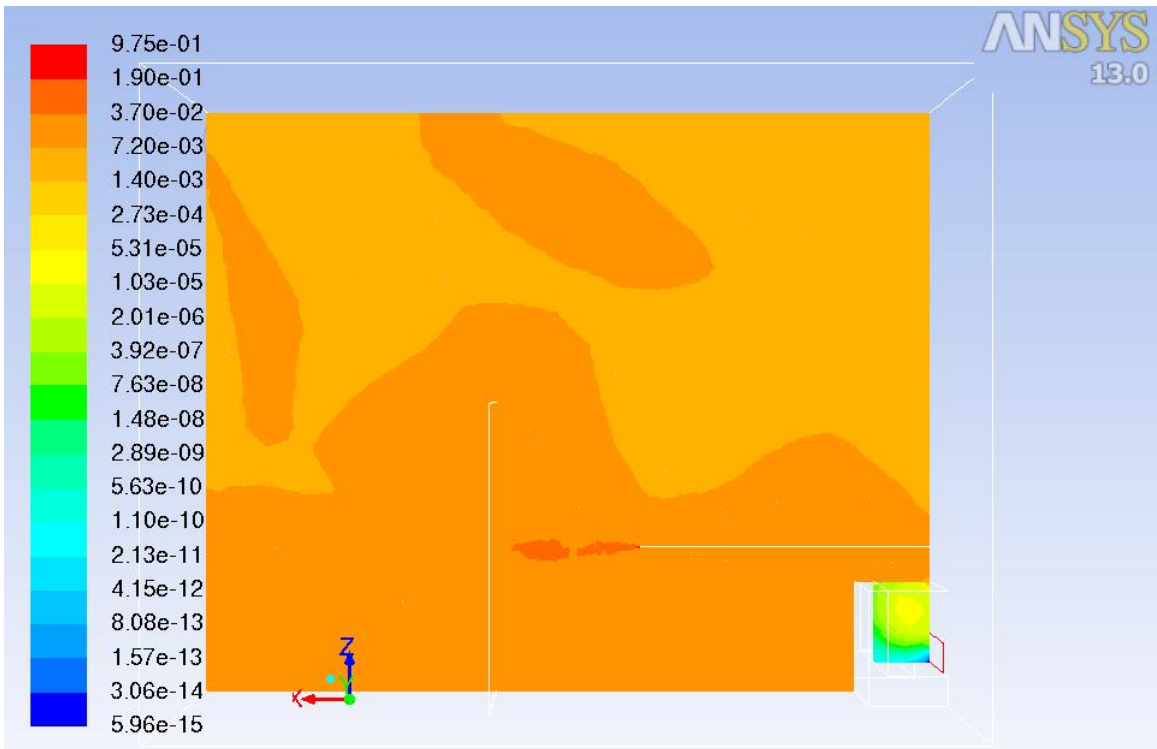 ANSYS
13.0
9.75e-01
1.90e-01
3.70e-02
7.20e-03
1.40e-03
2.73e-04
5.31e-05
1.03e-05
2.01e-06
3.92e-07
7.63e-08
1.48e-08
2.89e-09
5.63e-10
1.10e-10
2.13e-11
4.15e-12
8.08e-13
1.57e-13
3.06e-14
5.96e-15
Z
Y
X